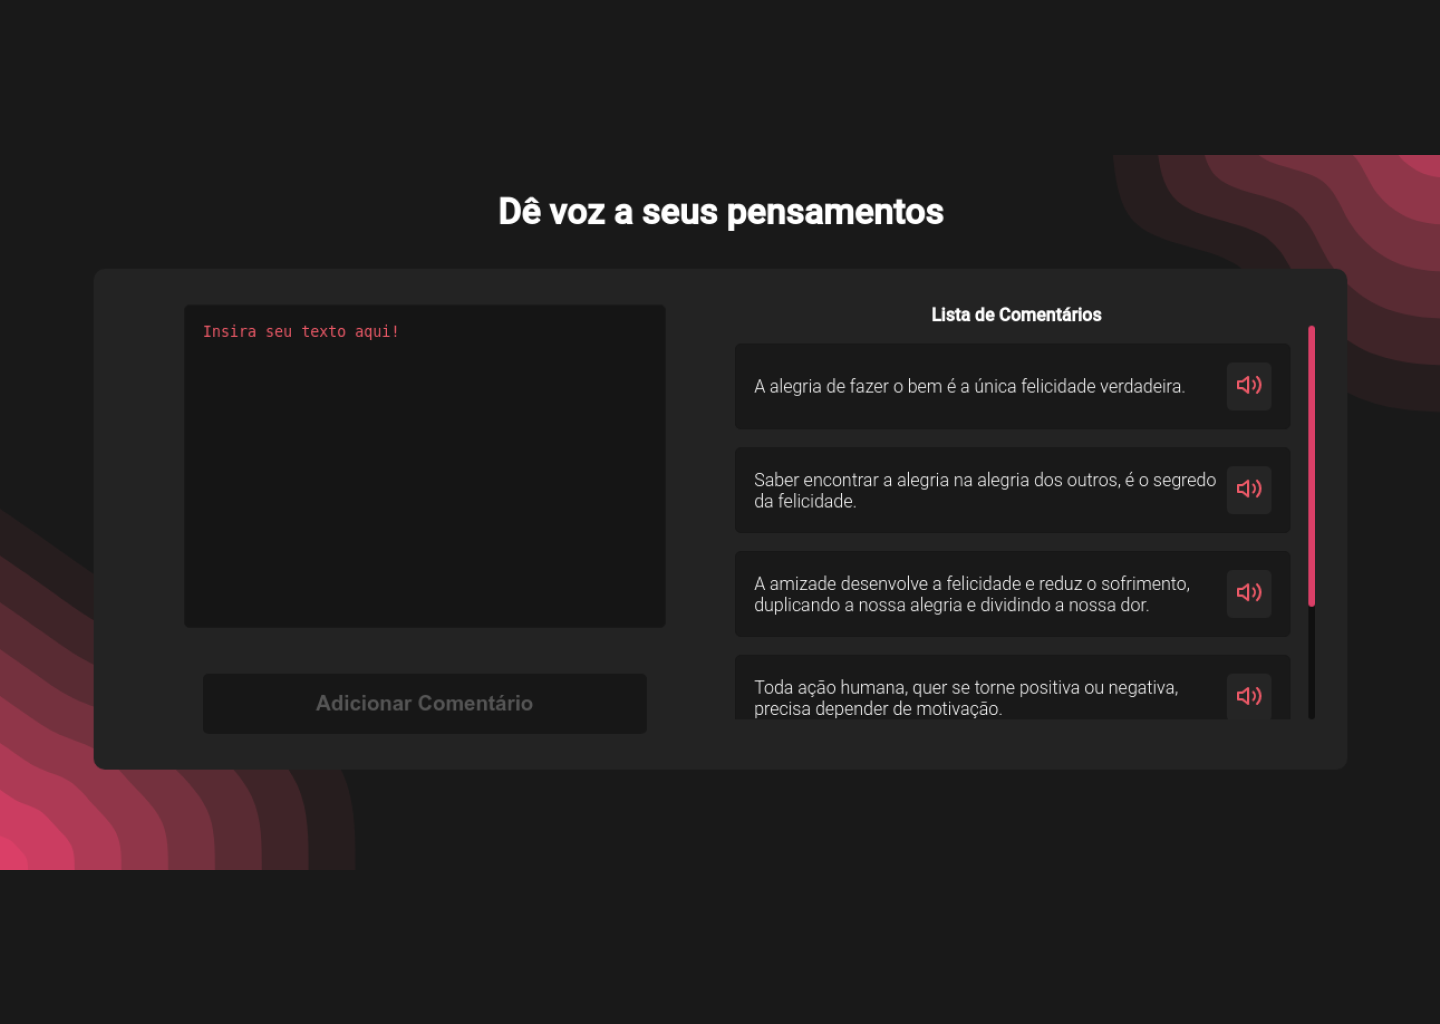 Dê voz a seus pensamentos
Insira seu texto aqui!
Adicionar Comentário
Lista de Comentários
A alegria de fazer o bem é a única felicidade verdadeira.
Saber encontrar a alegria na alegria dos outros, é o segredo
da felicidade.
A amizade desenvolve a felicidade e reduz o sofrimento,
duplicando a nossa alegria e dividindo a nossa dor.
Toda ação humana, quer se torne positiva ou negativa,
precisa depender de motivação.